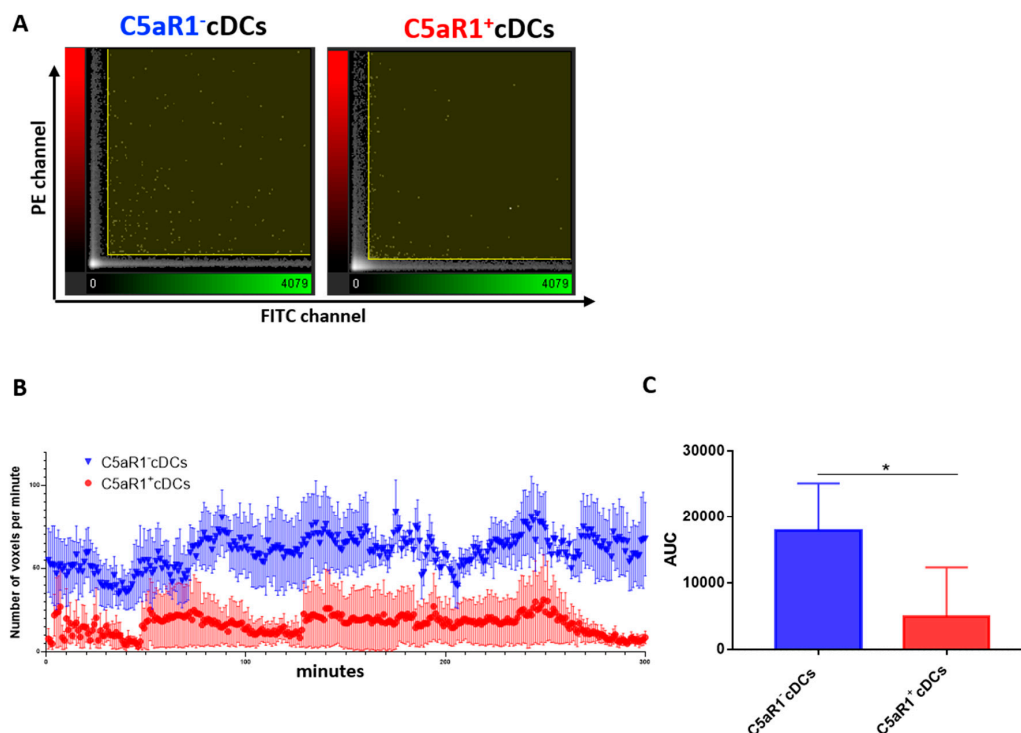 A
C5aR1⁻cDCs
C5aR1⁺cDCs
PE channel
0
4079
0
4079
FITC channel
B
C5aR1⁻cDCs
C5aR1⁺cDCs
Number of voxels per minute
100
50
0
0
100
200
300
minutes
C
AUC
30000
20000
10000
0
*
C5aR1⁻cDCs
C5aR1⁺cDCs